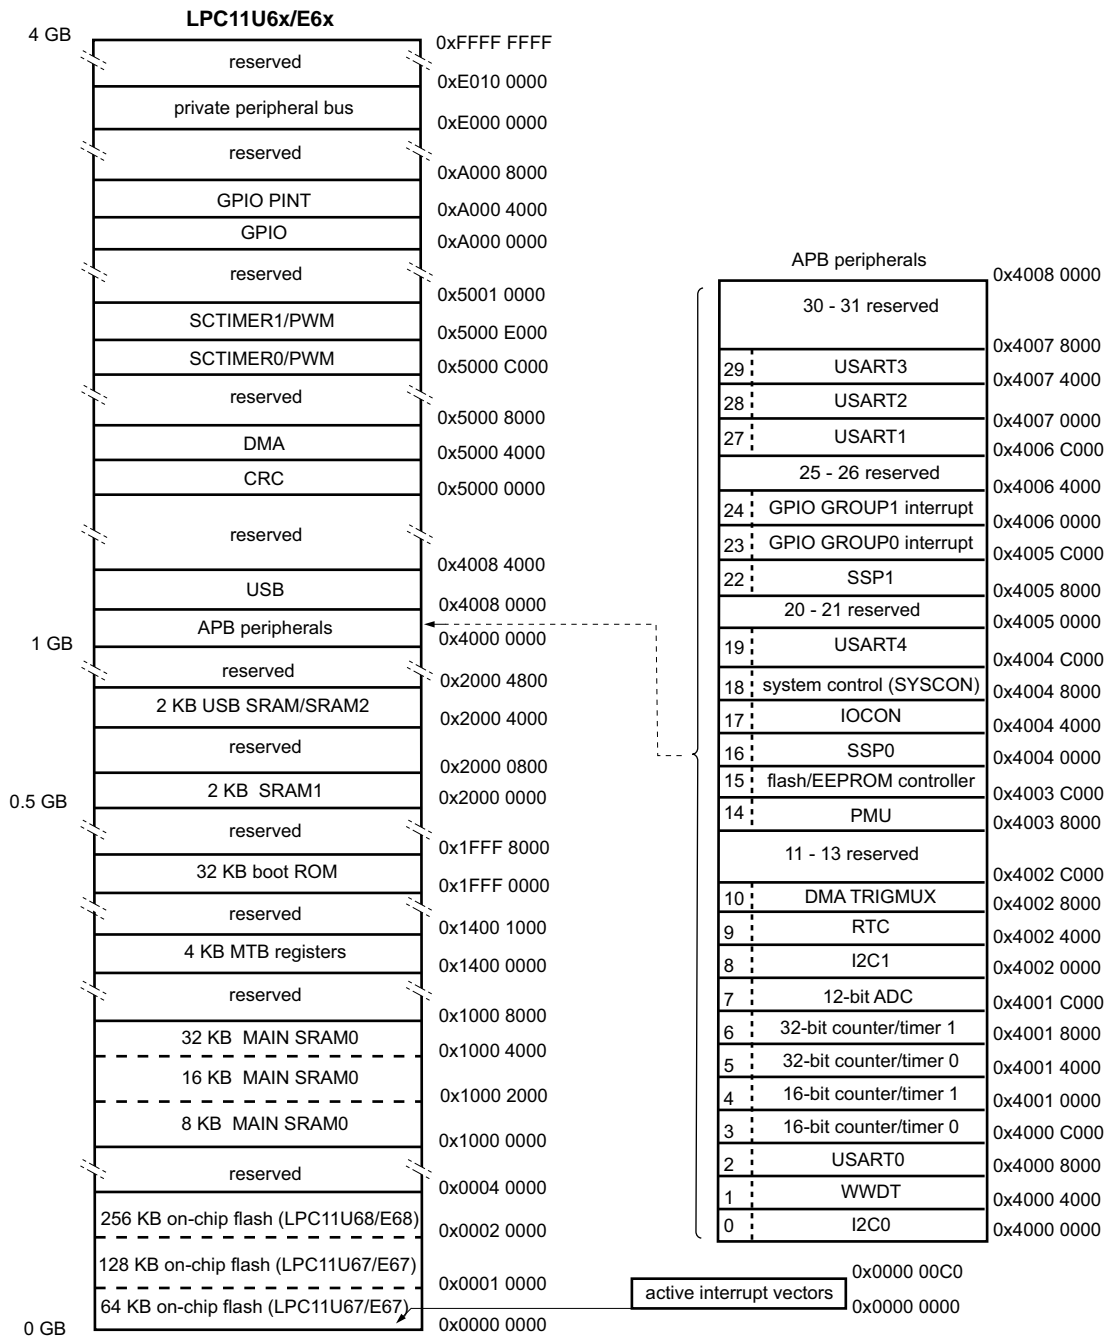 LPC11U6x/E6x
4 GB
0xFFFF FFFF
reserved
0xE010 0000
private peripheral bus
0xE000 0000
reserved
0xA000 8000
GPIO PINT
0xA000 4000
GPIO
0xA000 0000
reserved
0x5001 0000
SCTIMER1/PWM
0x5000 E000
SCTIMER0/PWM
0x5000 C000
reserved
0x5000 8000
DMA
0x5000 4000
CRC
0x5000 0000
reserved
0x4008 4000
USB
0x4008 0000
APB peripherals
0x4000 0000
1 GB
reserved
0x2000 4800
2 KB USB SRAM/SRAM2
0x2000 4000
reserved
0x2000 0800
2 KB SRAM1
0x2000 0000
0.5 GB
reserved
0x1FFF 8000
32 KB boot ROM
0x1FFF 0000
reserved
0x1400 1000
4 KB MTB registers
0x1400 0000
reserved
0x1000 8000
32 KB MAIN SRAM0
0x1000 4000
16 KB MAIN SRAM0
0x1000 2000
8 KB MAIN SRAM0
0x1000 0000
reserved
0x0004 0000
256 KB on-chip flash (LPC11U68/E68)
0x0002 0000
128 KB on-chip flash (LPC11U67/E67)
0x0001 0000
64 KB on-chip flash (LPC11U67/E67)
0x0000 0000
0 GB
APB peripherals
0x4008 0000
30 - 31 reserved
0x4007 8000
29 USART3
0x4007 4000
28 USART2
0x4007 0000
27 USART1
0x4006 C000
25 - 26 reserved
0x4006 4000
24 GPIO GROUP1 interrupt
0x4006 0000
23 GPIO GROUP0 interrupt
0x4005 C000
22 SSP1
0x4005 8000
20 - 21 reserved
0x4005 0000
19 USART4
0x4004 C000
18 system control (SYSCON)
0x4004 8000
17 IOCON
0x4004 4000
16 SSP0
0x4004 0000
15 flash/EEPROM controller
0x4003 C000
14 PMU
0x4003 8000
11 - 13 reserved
0x4002 C000
10 DMA TRIGMUX
0x4002 8000
9 RTC
0x4002 4000
8 I2C1
0x4002 0000
7 12-bit ADC
0x4001 C000
6 32-bit counter/timer 1
0x4001 8000
5 32-bit counter/timer 0
0x4001 4000
4 16-bit counter/timer 1
0x4001 0000
3 16-bit counter/timer 0
0x4000 C000
2 USART0
0x4000 8000
1 WWDT
0x4000 4000
0 I2C0
0x4000 0000
0x0000 00C0
active interrupt vectors
0x0000 0000